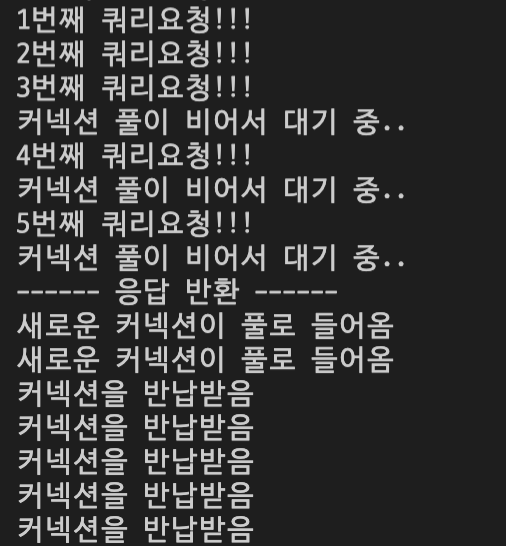 1번째 쿼리요청!!!
2번째 쿼리요청!!!
3번째 쿼리요청!!!
커넥션 풀이 비어서 대기 중..
4번째 쿼리요청!!!
커넥션 풀이 비어서 대기 중..
5번째 쿼리요청!!!
커넥션 풀이 비어서 대기 중..
------ 응답 반환 ------
새로운 커넥션이 풀로 들어옴
새로운 커넥션이 풀로 들어옴
커넥션을 반납받음
커넥션을 반납받음
커넥션을 반납받음
커넥션을 반납받음
커넥션을 반납받음